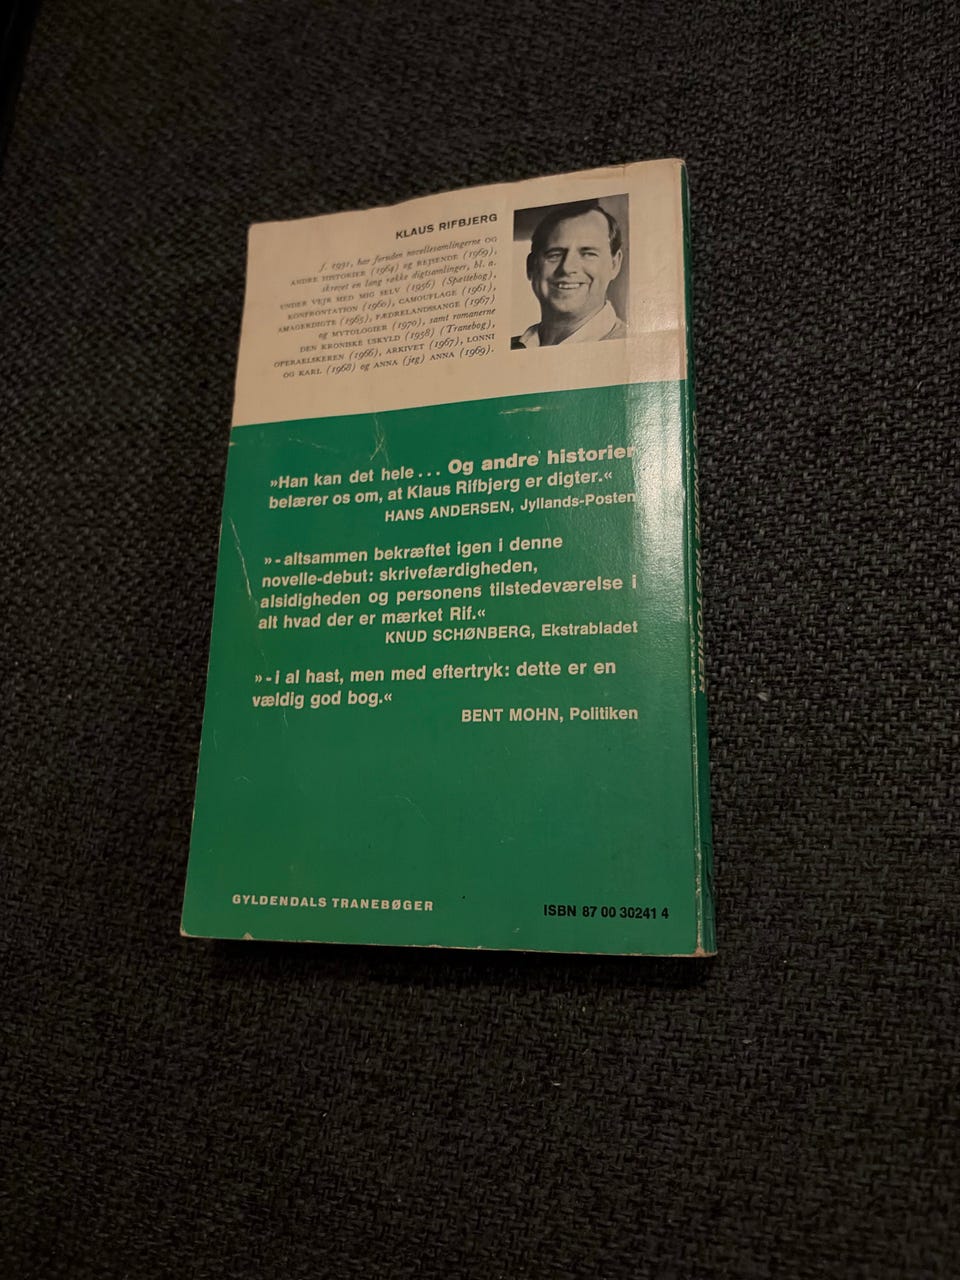 KLAUS RIFBJERG
f. 1931, har foruden novellesamlingerne OG
ANDRE HISTORIER (1964) og REJSENDE (1969),
skrevet en lang række digtsamlinger, bl. a.
UNDER VEJR MED MIG SELV (1956) (Spættebog),
KONFRONTATION (1960), CAMOUFLAGE (1961),
AMAGERDIGTE (1965), FÆDRELANDSSANGE (1967)
og MYTOLOGIER (1970), samt romanerne
DEN KRONISKE USKYLD (1958) (Tranebog),
OPERAELSKEREN (1966), ARKIVET (1967), LONNI
OG KARL (1968) og ANNA (jeg) ANNA (1969).
»Han kan det hele... Og andre historier
belærer os om, at Klaus Rifbjerg er digter.«
HANS ANDERSEN, Jyllands-Posten
»-altsammen bekræftet igen i denne
novelle-debut: skrivefærdigheden,
alsidigheden og personens tilstedeværelse i
alt hvad der er mærket Rif.«
KNUD SCHØNBERG, Ekstrabladet
»-I al hast, men med eftertryk: dette er en
vældig god bog.«
BENT MOHN, Politiken
GYLDENDALS TRANEBØGER
ISBN 87 00 30241 4